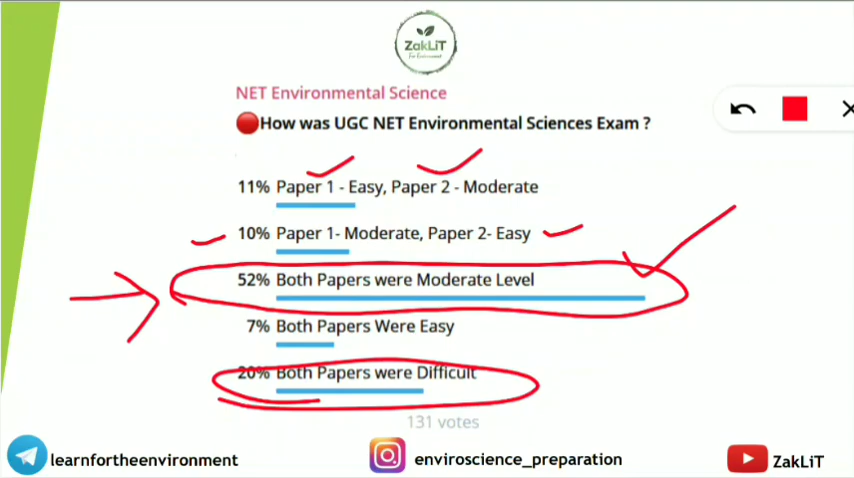 ZakLiT
For Environment
NET Environmental Science
How was UGC NET Environmental Sciences Exam ?
11% Paper 1 - Easy, Paper 2 - Moderate
10% Paper 1- Moderate, Paper 2- Easy
52% Both Papers were Moderate Level
7% Both Papers Were Easy
20% Both Papers were Difficult
131 votes
learnfortheenvironment
enviroscience_preparation
ZakLiT